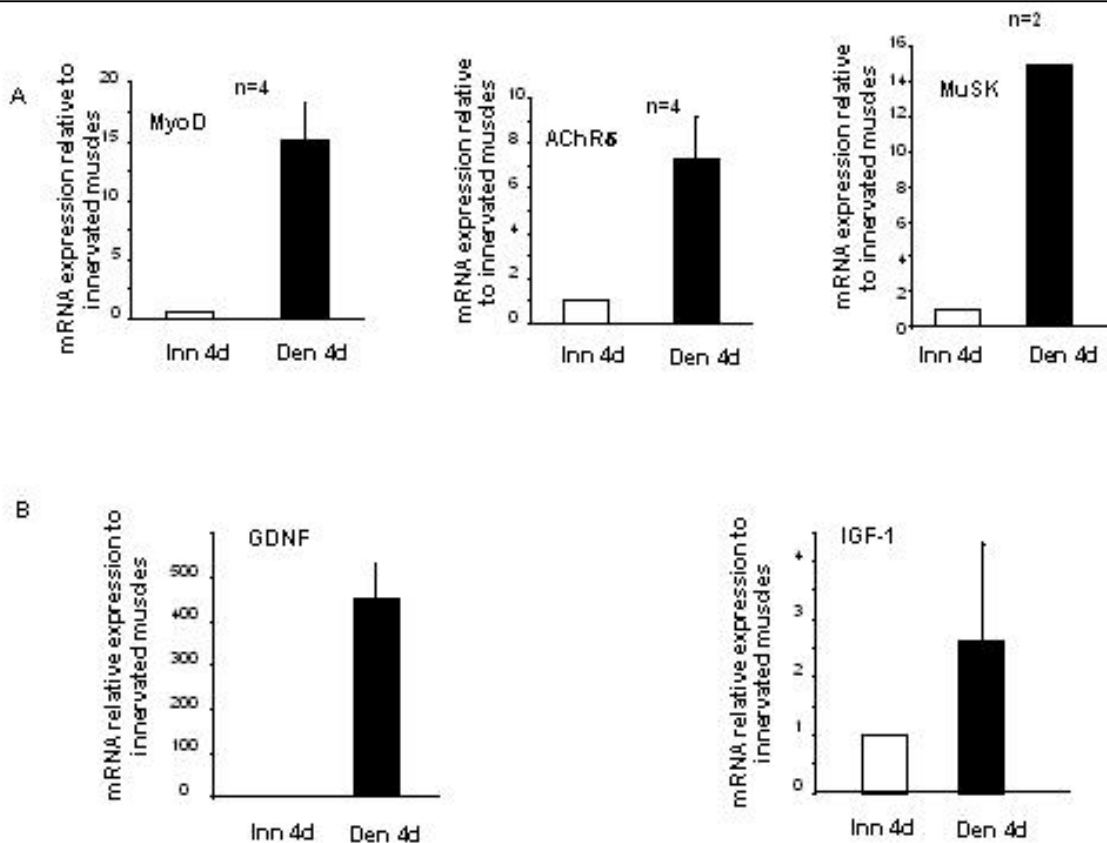 A
mRNA expression relative to
innervated muscles
20
15
10
5
0
MyoD
n=4
Inn 4d
Den 4d
mRNA expression relative
to innervated muscles
10
8
6
4
2
0
AChRδ
n=4
Inn 4d
Den 4d
n=2
mRNA expression relative
to innervated muscles
16
14
12
10
8
6
4
2
0
MuSK
Inn 4d
Den 4d
B
mRNA relative expression to
innervated muscles
500
400
300
200
100
0
GDNF
Inn 4d
Den 4d
mRNA relative expression to
innervated muscles
4
3
2
1
0
IGF-1
Inn 4d
Den 4d